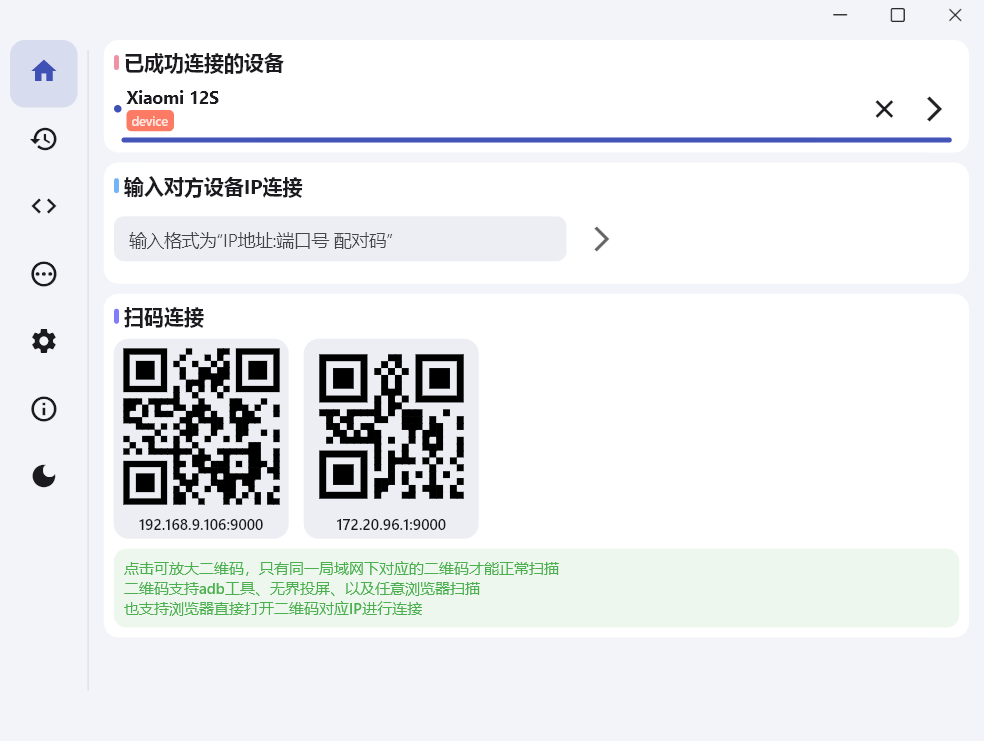 已成功连接的设备
Xiaomi 12S
device
输入对方设备IP连接
输入格式为“IP地址:端口号 配对码”
扫码连接
192.168.9.106:9000
172.20.96.1:9000
点击可放大二维码，只有同一局域网下对应的二维码才能正常扫描
二维码支持adb工具、无界投屏、以及任意浏览器扫描
也支持浏览器直接打开二维码对应IP进行连接